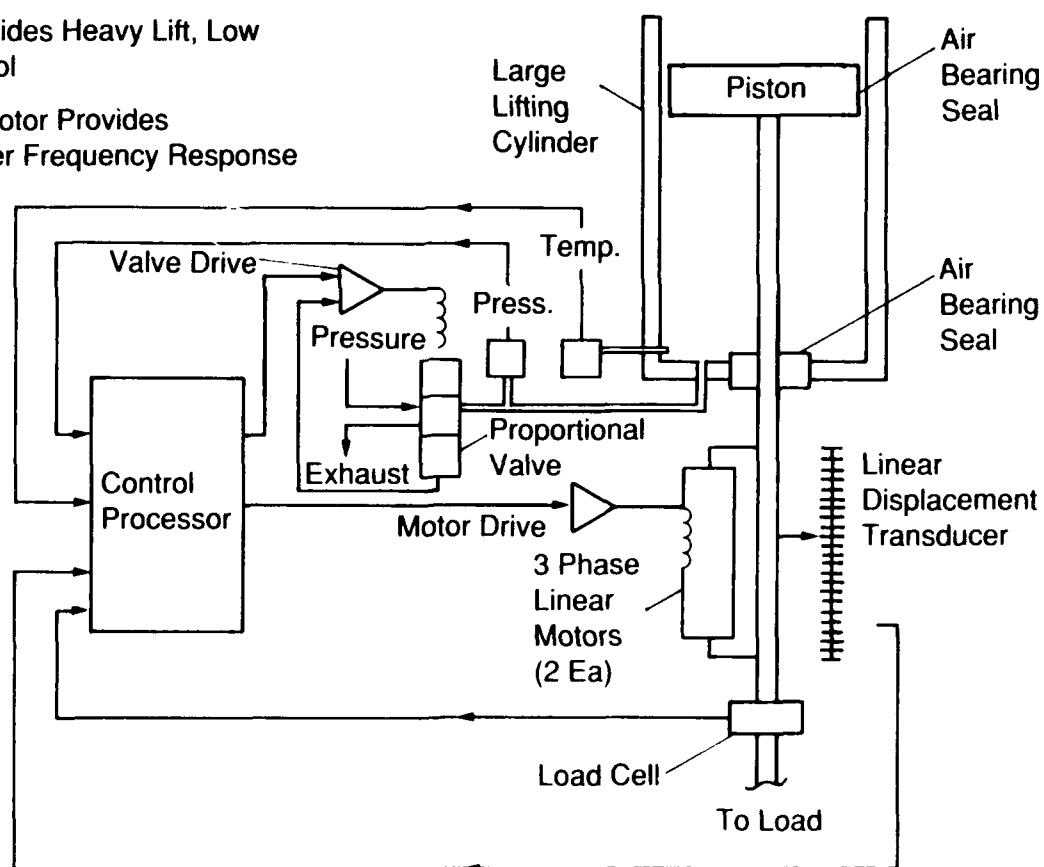 ides Heavy Lift, Low
ol
otor Provides
er Frequency Response
Large
Lifting
Cylinder
Piston
Air
Bearing
Seal
Temp.
Valve Drive
Press.
Air
Bearing
Seal
Pressure
Proportional
Valve
Exhaust
Control
Processor
Motor Drive
Linear
Displacement
Transducer
3 Phase
Linear
Motors
(2 Ea)
Load Cell
To Load